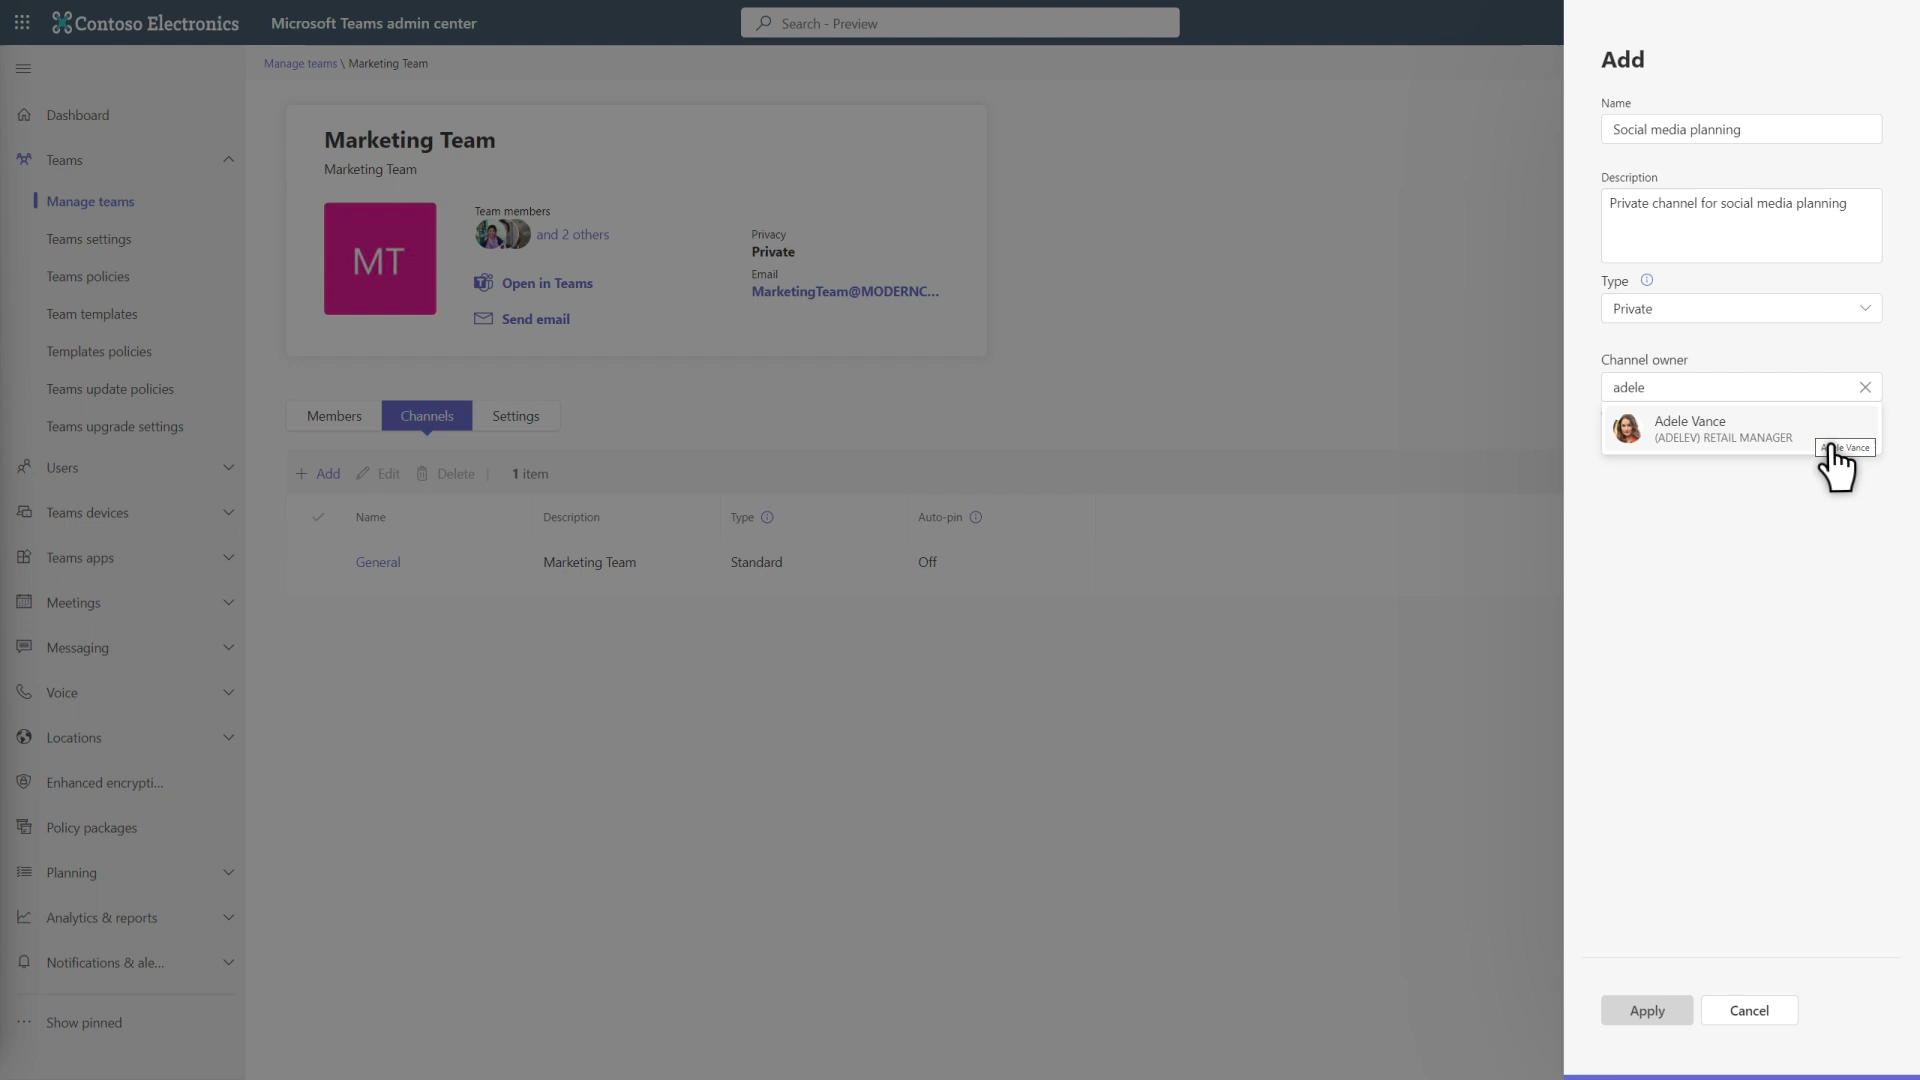 Contoso Electronics
Microsoft Teams admin center
Search - Preview
Manage teams \ Marketing Team
Dashboard
Teams
Manage teams
Teams settings
Teams policies
Team templates
Templates policies
Teams update policies
Teams upgrade settings
Users
Teams devices
Teams apps
Meetings
Messaging
Voice
Locations
Enhanced encrypti...
Policy packages
Planning
Analytics & reports
Notifications & ale...
Show pinned
Marketing Team
Marketing Team
MT
Team members
and 2 others
Open in Teams
Send email
Privacy
Private
Email
MarketingTeam@MODERNC...
Members
Channels
Settings
Add
Edit
Delete
1 item
Name
Description
Type
Auto-pin
General
Marketing Team
Standard
Off
Add
Name
Social media planning
Description
Private channel for social media planning
Type
Private
Channel owner
adele
Adele Vance
(ADELEV) RETAIL MANAGER
Vance
Apply
Cancel